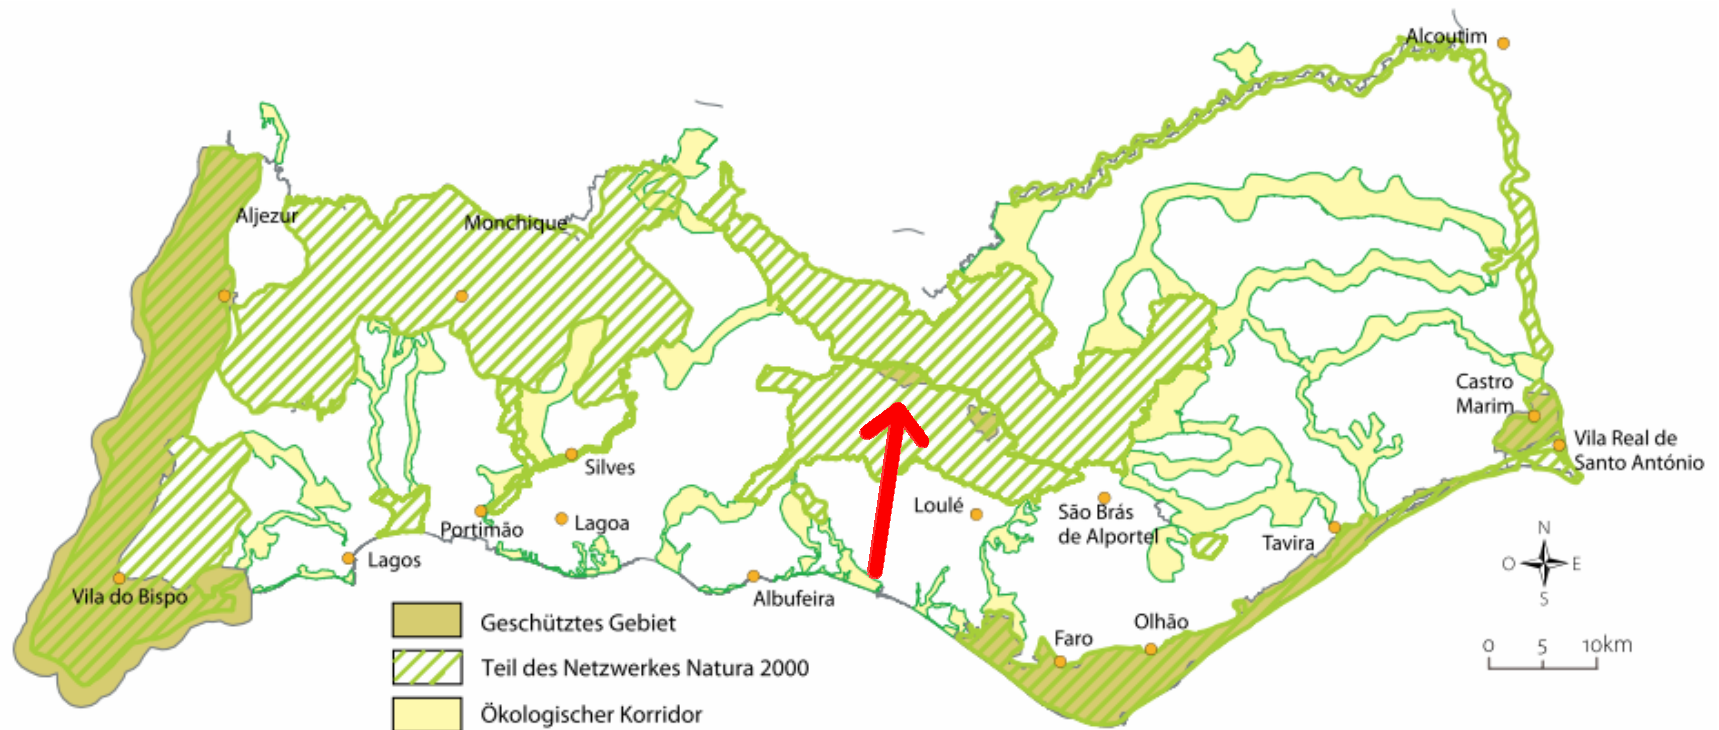 Alcoutim
Aljezur
Monchique
Castro
Marim
Vila Real de
Santo António
Silves
Loulé
São Brás
de Alportel
Portimão
Lagoa
Tavira
Lagos
Vila do Bispo
Albufeira
Olhão
Faro
N
O
E
S
0 5 10km
Geschütztes Gebiet
Teil des Netzwerkes Natura 2000
Ökologischer Korridor